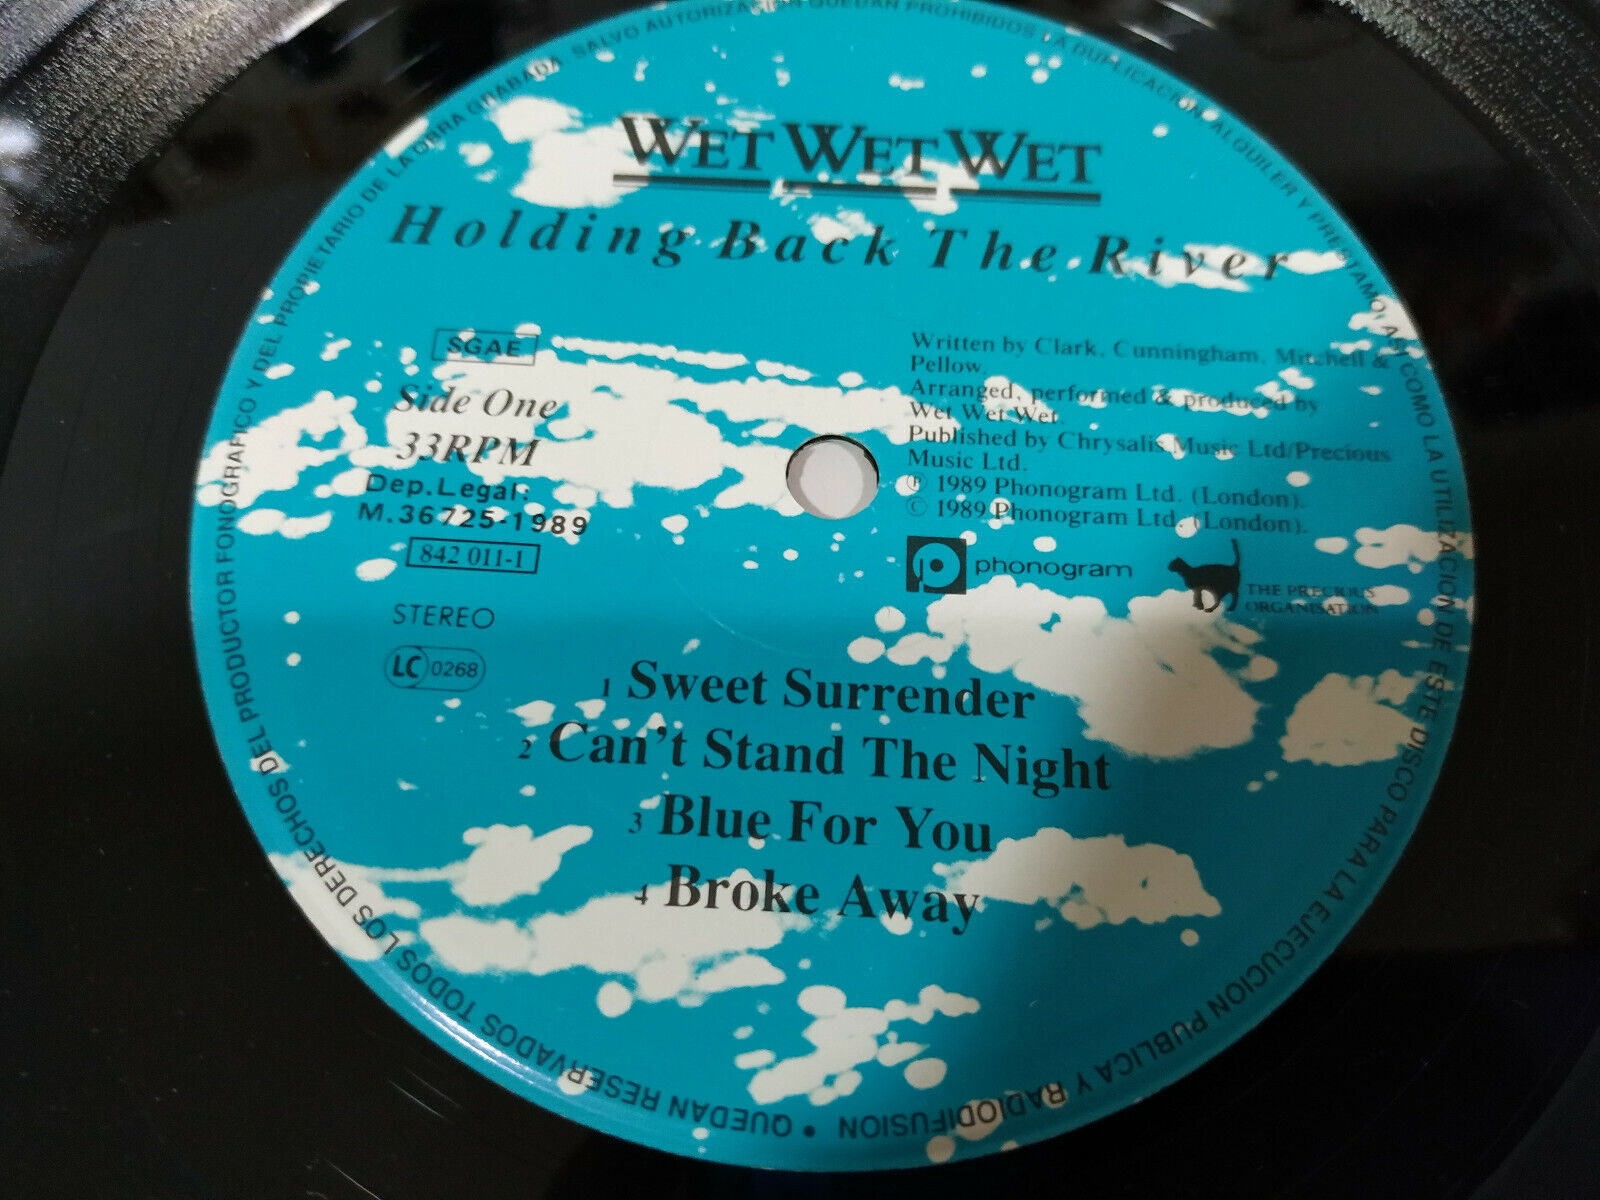 WET WET WET
Holding Back The River
SGAE
Side One
33RPM
Dep.Legal:
M.36725-1989
842 011-1
STEREO
LC 0268
Written by Clark, Cunningham, Mitchell &
Pellow.
Arranged, performed & produced by
Wet Wet Wet.
Published by Chrysalis Music Ltd/Precious
Music Ltd.
℗ 1989 Phonogram Ltd. (London).
© 1989 Phonogram Ltd. (London).
phonogram
THE PRECIOUS
ORGANISATION
1 Sweet Surrender
2 Can't Stand The Night
3 Blue For You
4 Broke Away
QUEDAN RESERVADOS TODOS LOS DERECHOS DEL PRODUCTOR FONOGRAFICO Y DEL PROPIETARIO DE LA OBRA GRABADA. SALVO AUTORIZACION QUEDAN PROHIBIDOS LA DUPLICACION, ALQUILER Y PRESTAMO, ASI COMO LA UTILIZACION DE ESTE DISCO PARA LA EJECUCION PUBLICA Y RADIODIFUSION •